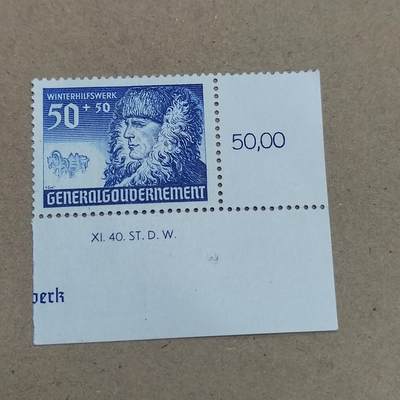 WINTERHILFSWERK
50 + 50
50,00
GENERALGOUVERNEMENT
XI. 40. ST. D. W.
werk